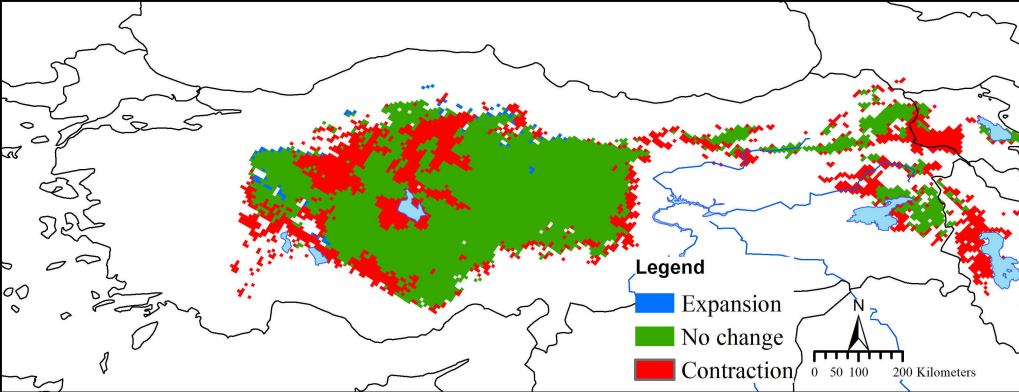 Legend
Expansion
No change
Contraction
N
0 50 100 200 Kilometers